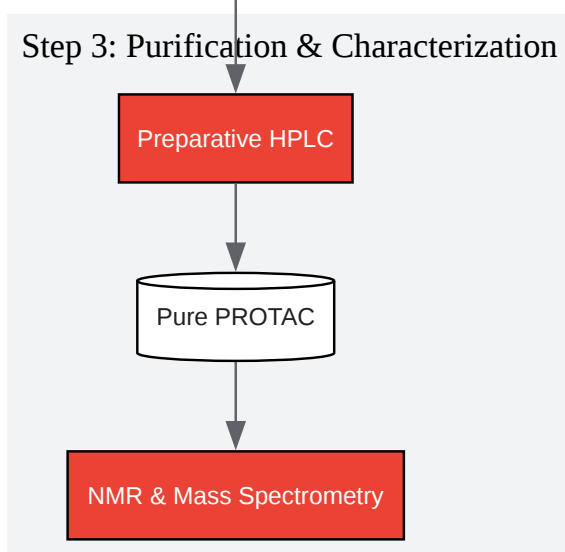 Step 3: Purification & Characterization
Preparative HPLC
Pure PROTAC
NMR & Mass Spectrometry